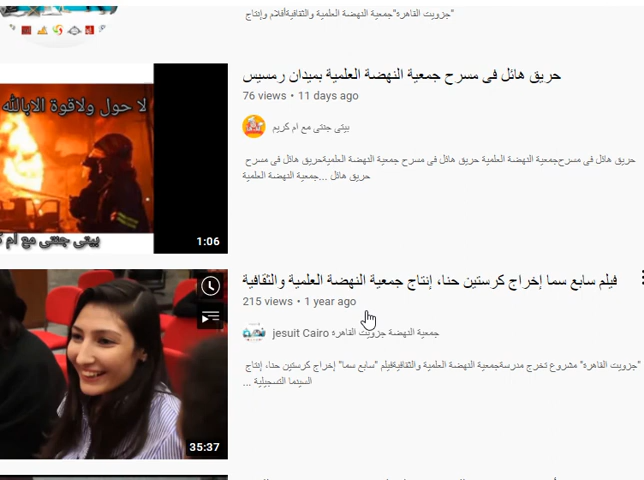 "جزويت القاهرة"جمعية النهضة العلمية والثقافيةأفلام وإنتاج
حريق هائل فى مسرح جمعية النهضة العلمية بميدان رمسيس
76 views • 11 days ago
بيتى جنتى مع ام كريم
حريق هائل فى مسرحجمعية النهضة العلمية حريق هائل فى مسرح جمعية النهضة العلميةحريق هائل فى مسرح
جمعية النهضة العلمية... حريق هائل
لا حول ولاقوة الابالله
بيتى جنتى مع أم ك
1:06
فيلم سابع سما إخراج كرستين حنا، إنتاج جمعية النهضة العلمية والثقافية
215 views • 1 year ago
jesuit Cairo جمعية النهضة جزويت القاهره
"جزويت القاهرة" مشروع تخرج مدرسةجمعية النهضة العلمية والثقافيةفيلم "سابع سما" إخراج كرستين حنا، إنتاج
السينما التسجيلية ...
35:37